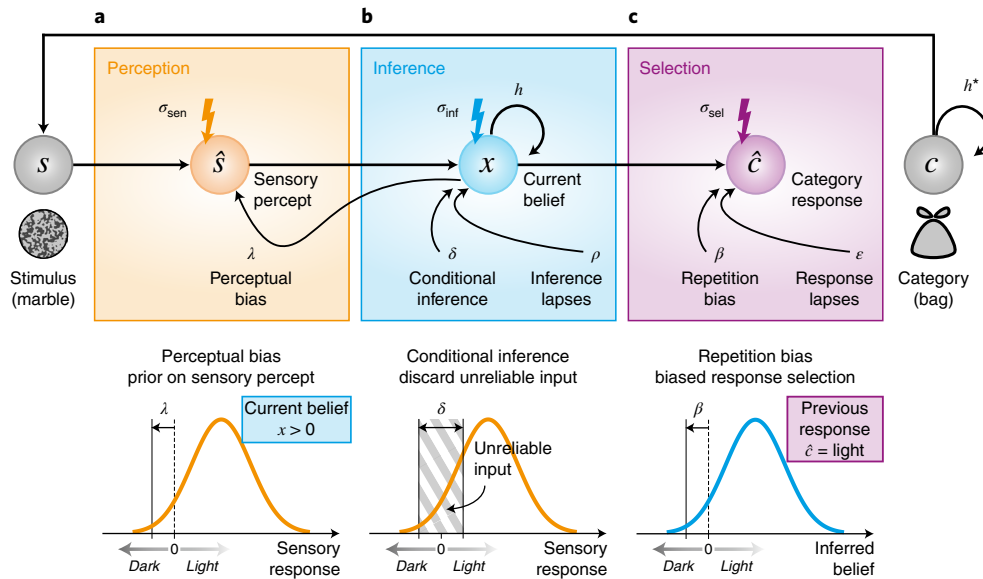 a
b
c
Perception
Inference
Selection
h
h*
σsen
σinf
σsel
s
ŝ
x
ĉ
c
Sensory
percept
Current
belief
Category
response
λ
δ
ρ
β
ε
Stimulus
(marble)
Perceptual
bias
Conditional
inference
Inference
lapses
Repetition
bias
Response
lapses
Category
(bag)
Perceptual bias
prior on sensory percept
λ
Current belief
x > 0
0
Dark
Light
Sensory
response
Conditional inference
discard unreliable input
δ
Unreliable
input
0
Dark
Light
Sensory
response
Repetition bias
biased response selection
β
Previous
response
ĉ = light
0
Dark
Light
Inferred
belief